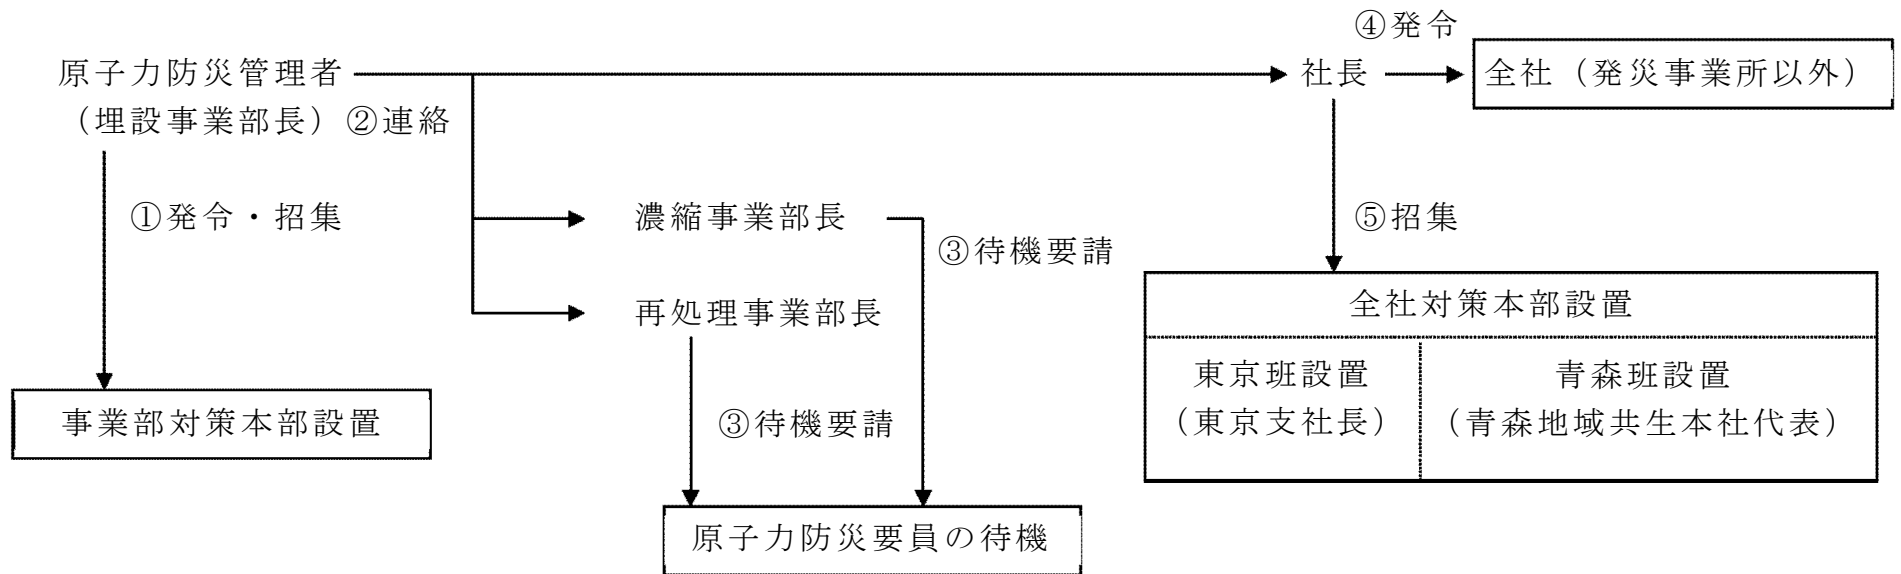 ④発令
原子力防災管理者
社長
全社（発災事業所以外）
（埋設事業部長）②連絡
①発令・招集
濃縮事業部長
⑤招集
③待機要請
再処理事業部長
全社対策本部設置
東京班設置
（東京支社長）
青森班設置
（青森地域共生本社代表）
事業部対策本部設置
③待機要請
原子力防災要員の待機